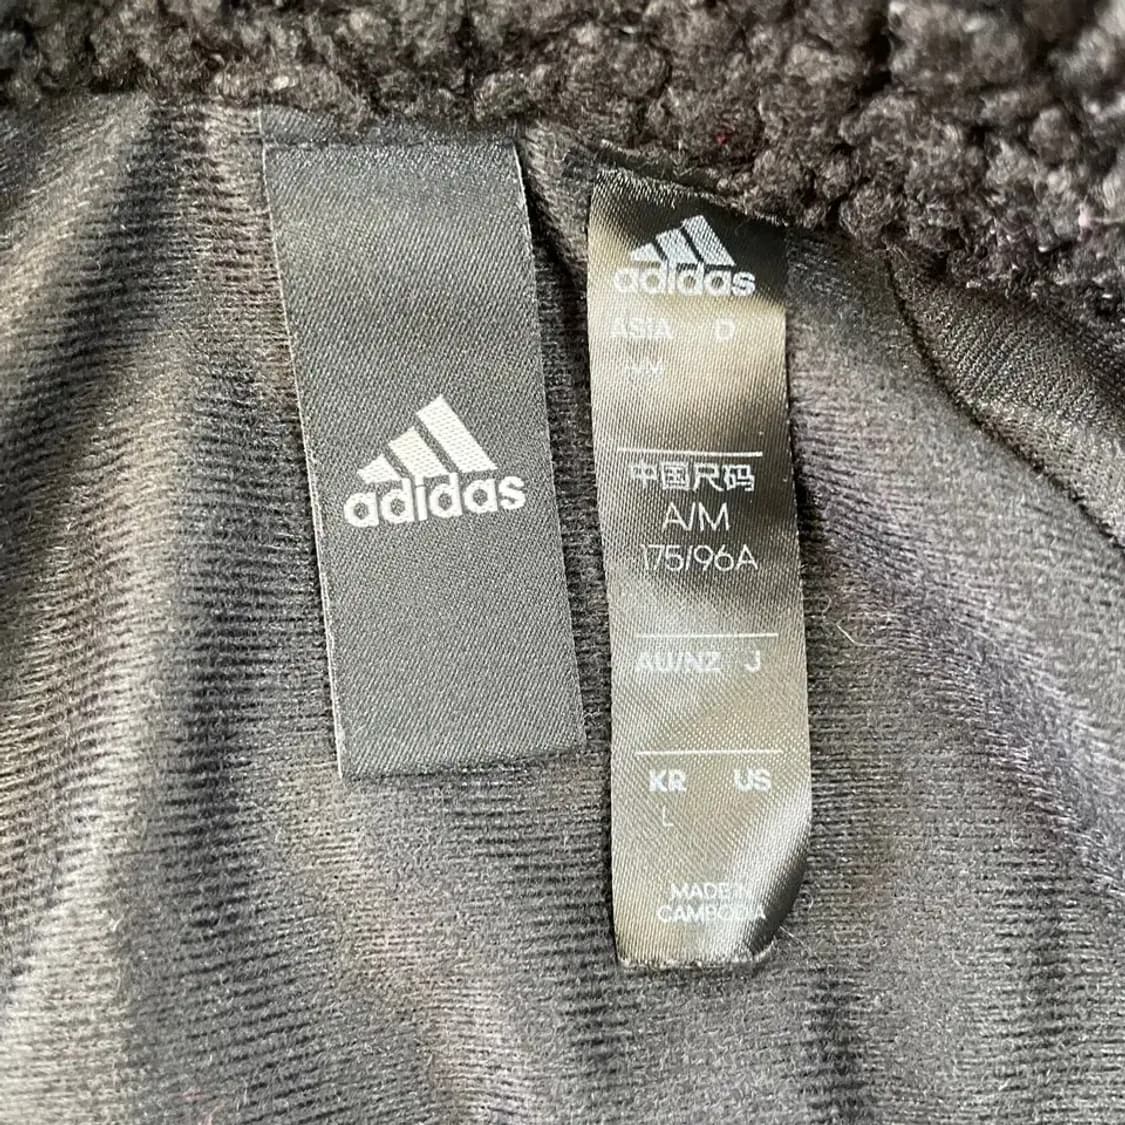 adidas
adidas
ASIA D
中国尺码
A/M
175/96A
AU/NZ J
KR US
L
MADE IN
CAMBODIA